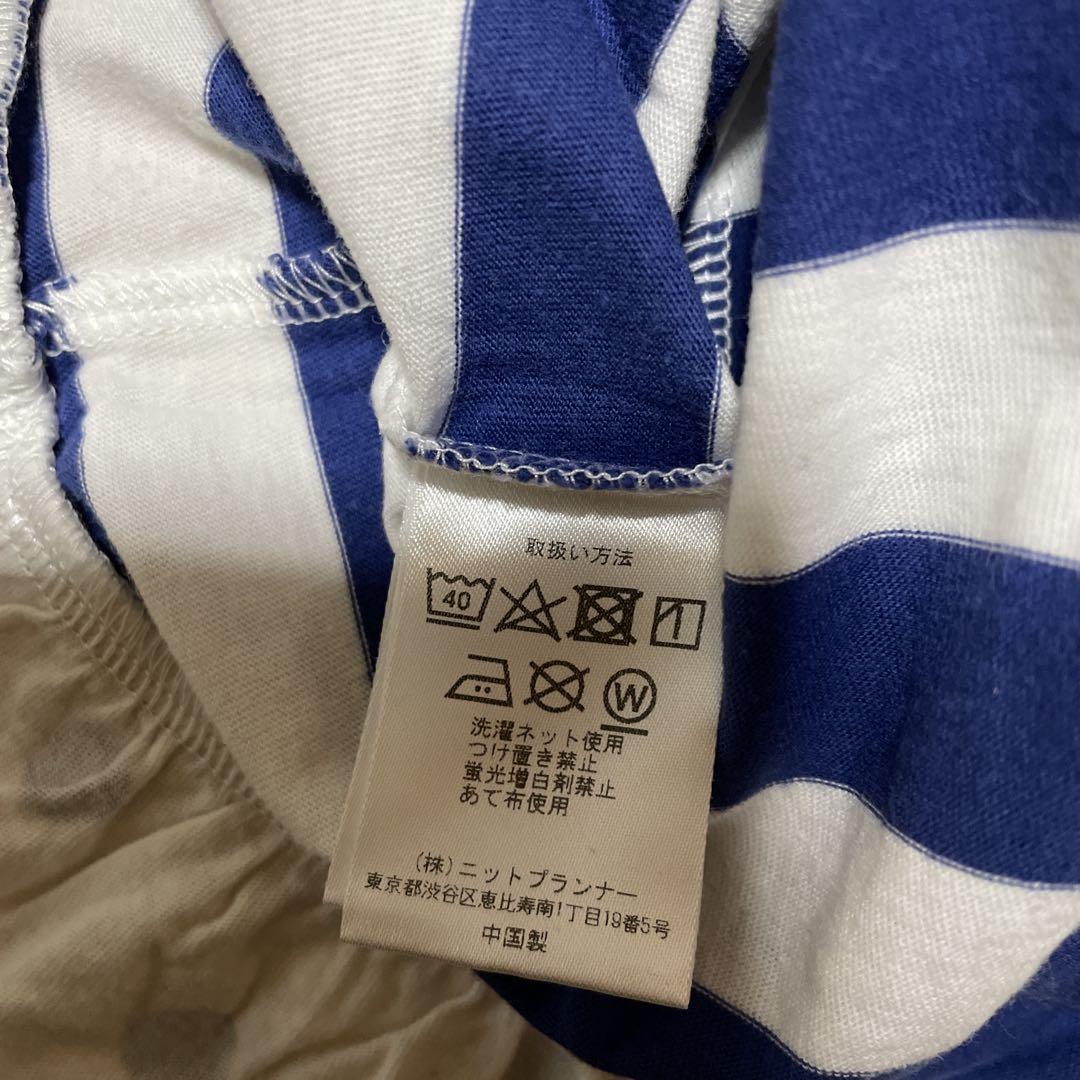 取扱い方法
40
W
洗濯ネット使用
つけ置き禁止
蛍光増白剤禁止
あて布使用
(株)ニットプランナー
東京都渋谷区恵比寿南1丁目19番5号
中国製